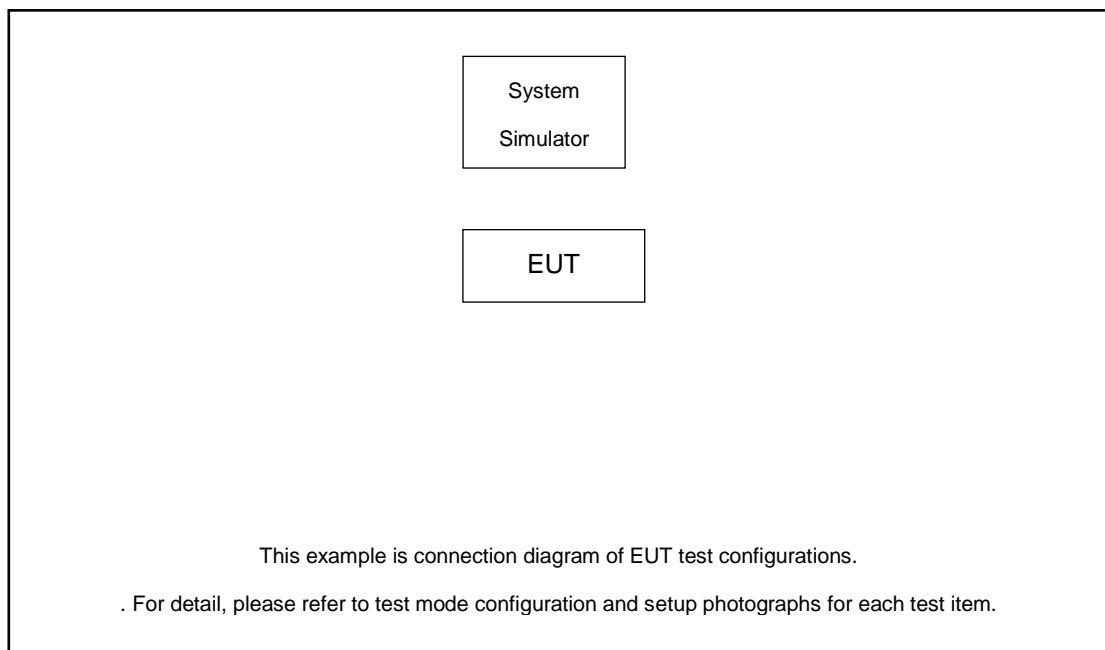 System
Simulator
EUT
This example is connection diagram of EUT test configurations.
. For detail, please refer to test mode configuration and setup photographs for each test item.